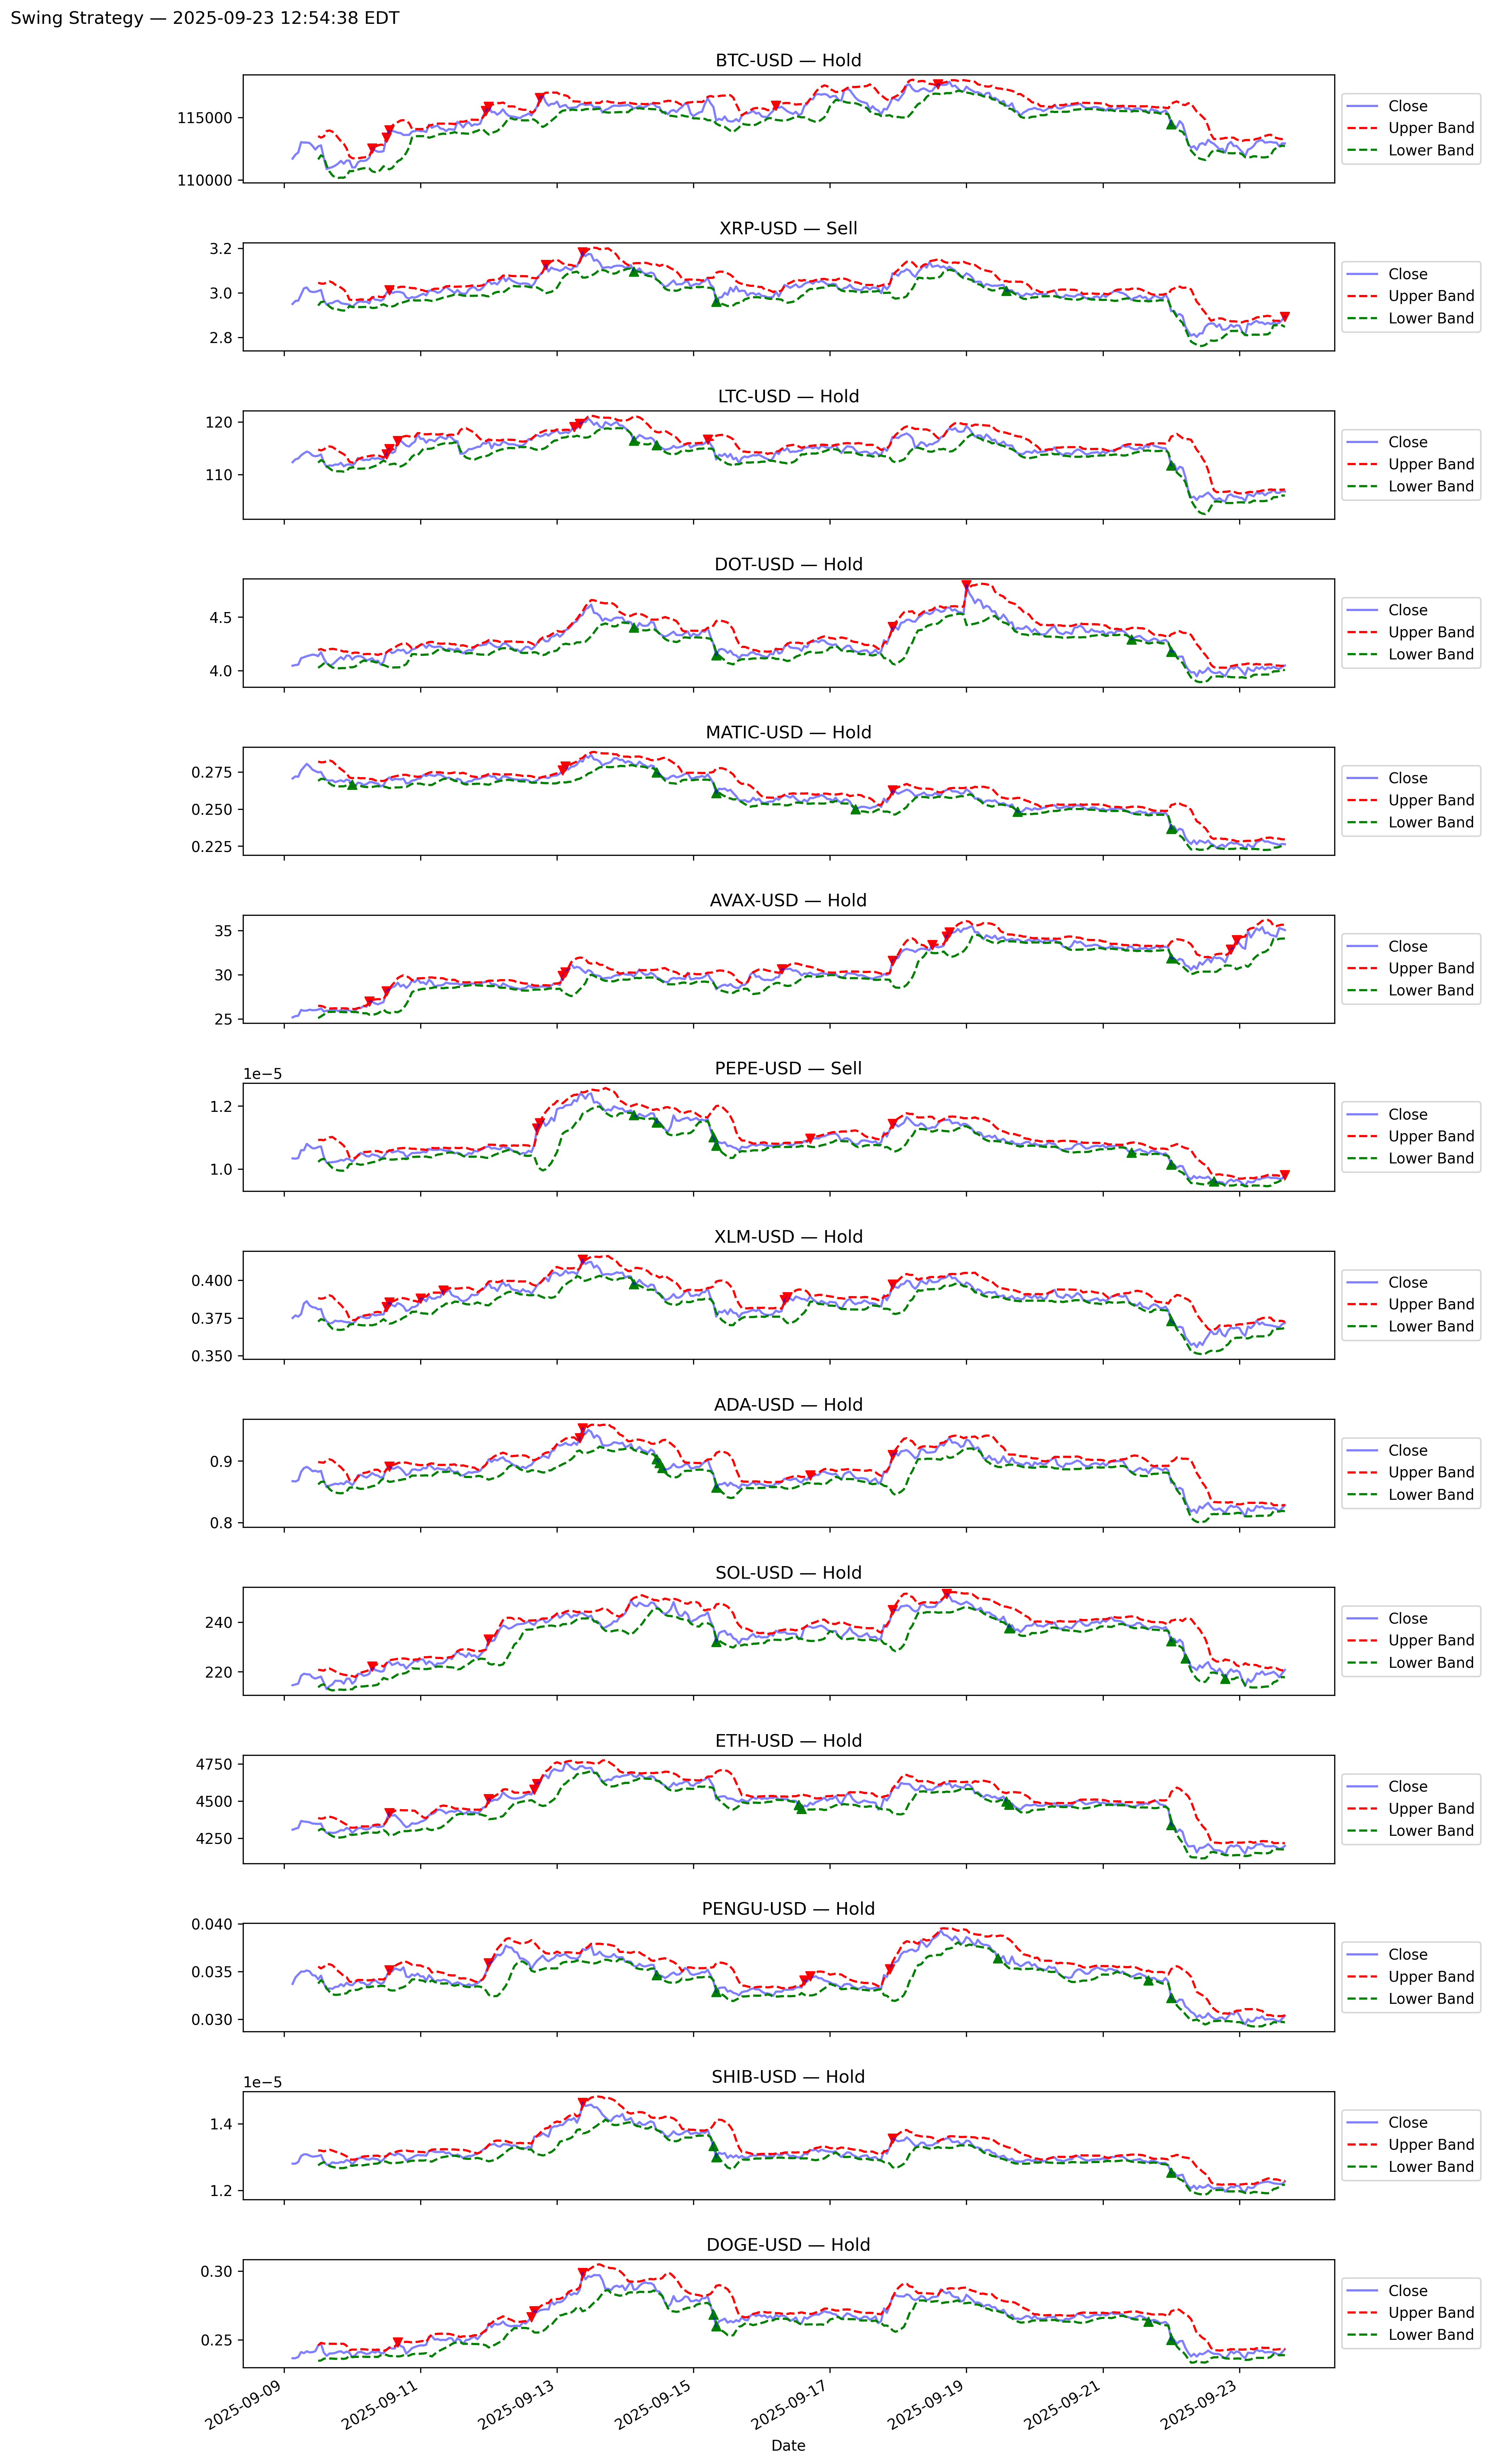 Swing Strategy — 2025-09-23 12:54:38 EDT
BTC-USD — Hold
115000
110000
Close
Upper Band
Lower Band
XRP-USD — Sell
3.2
3.0
2.8
Close
Upper Band
Lower Band
LTC-USD — Hold
120
110
Close
Upper Band
Lower Band
DOT-USD — Hold
4.5
4.0
Close
Upper Band
Lower Band
MATIC-USD — Hold
0.275
0.250
0.225
Close
Upper Band
Lower Band
AVAX-USD — Hold
35
30
25
Close
Upper Band
Lower Band
PEPE-USD — Sell
1e−5
1.2
1.0
Close
Upper Band
Lower Band
XLM-USD — Hold
0.400
0.375
0.350
Close
Upper Band
Lower Band
ADA-USD — Hold
0.9
0.8
Close
Upper Band
Lower Band
SOL-USD — Hold
240
220
Close
Upper Band
Lower Band
ETH-USD — Hold
4750
4500
4250
Close
Upper Band
Lower Band
PENGU-USD — Hold
0.040
0.035
0.030
Close
Upper Band
Lower Band
SHIB-USD — Hold
1e−5
1.4
1.2
Close
Upper Band
Lower Band
DOGE-USD — Hold
0.30
0.25
Close
Upper Band
Lower Band
2025-09-09
2025-09-11
2025-09-13
2025-09-15
2025-09-17
2025-09-19
2025-09-21
2025-09-23
Date